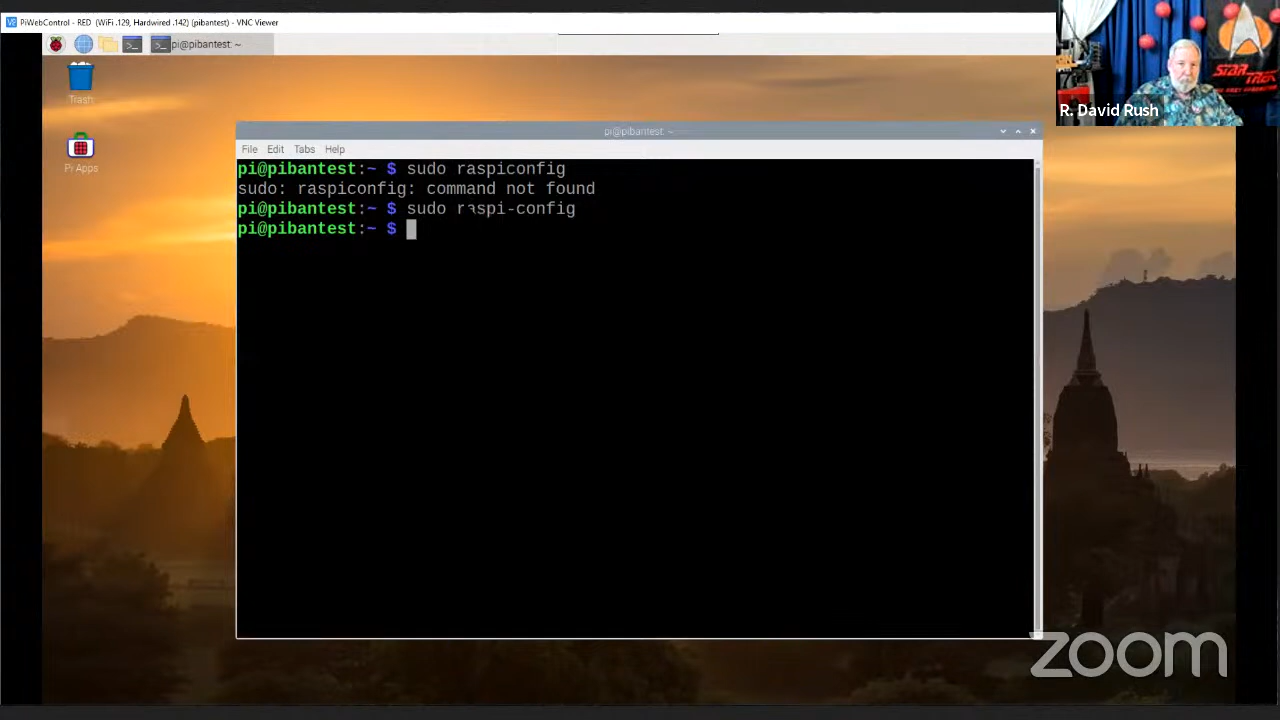 PiWebControl - RED (WiFi .129, Hardwired .142) (pibantest) - VNC Viewer
pi@pibantest: ~
Trash
Pi Apps
pi@pibantest: ~
File Edit Tabs Help
pi@pibantest:~ $ sudo raspiconfig
sudo: raspiconfig: command not found
pi@pibantest:~ $ sudo raspi-config
pi@pibantest:~ $
STAR TREK
R. David Rush
zoom